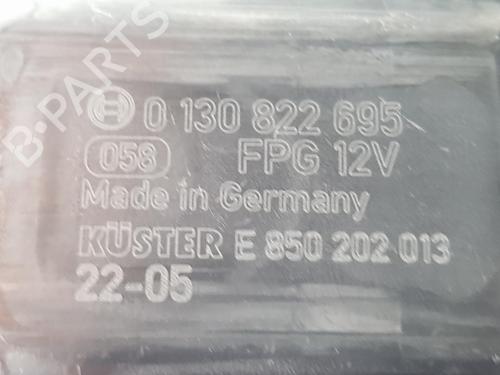 0 130 822 695
058 FPG 12V
Made in Germany
KÜSTER E 850 202 013
22-05
B-PARTS